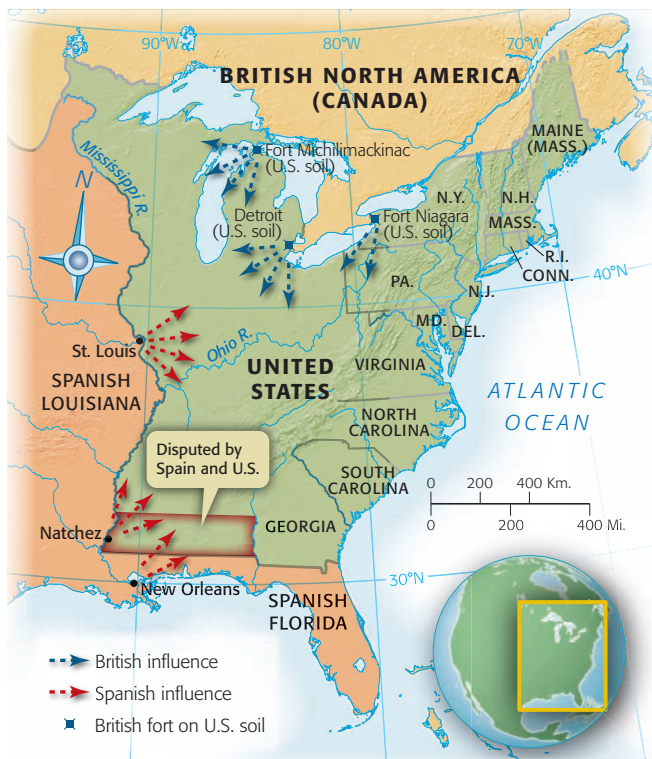 90°W
80°W
70°W
BRITISH NORTH AMERICA
(CANADA)
MAINE
(MASS.)
Mississippi R.
N
Fort Michilimackinac
(U.S. soil)
Detroit
(U.S. soil)
Fort Niagara
(U.S. soil)
N.Y.
N.H.
MASS.
R.I.
CONN.
40°N
PA.
N.J.
MD.
DEL.
St. Louis
Ohio R.
SPANISH
LOUISIANA
UNITED
STATES
VIRGINIA
ATLANTIC
OCEAN
NORTH
CAROLINA
Disputed by
Spain and U.S.
SOUTH
CAROLINA
0 200 400 Km.
0 200 400 Mi.
Natchez
GEORGIA
New Orleans
30°N
SPANISH
FLORIDA
British influence
Spanish influence
British fort on U.S. soil